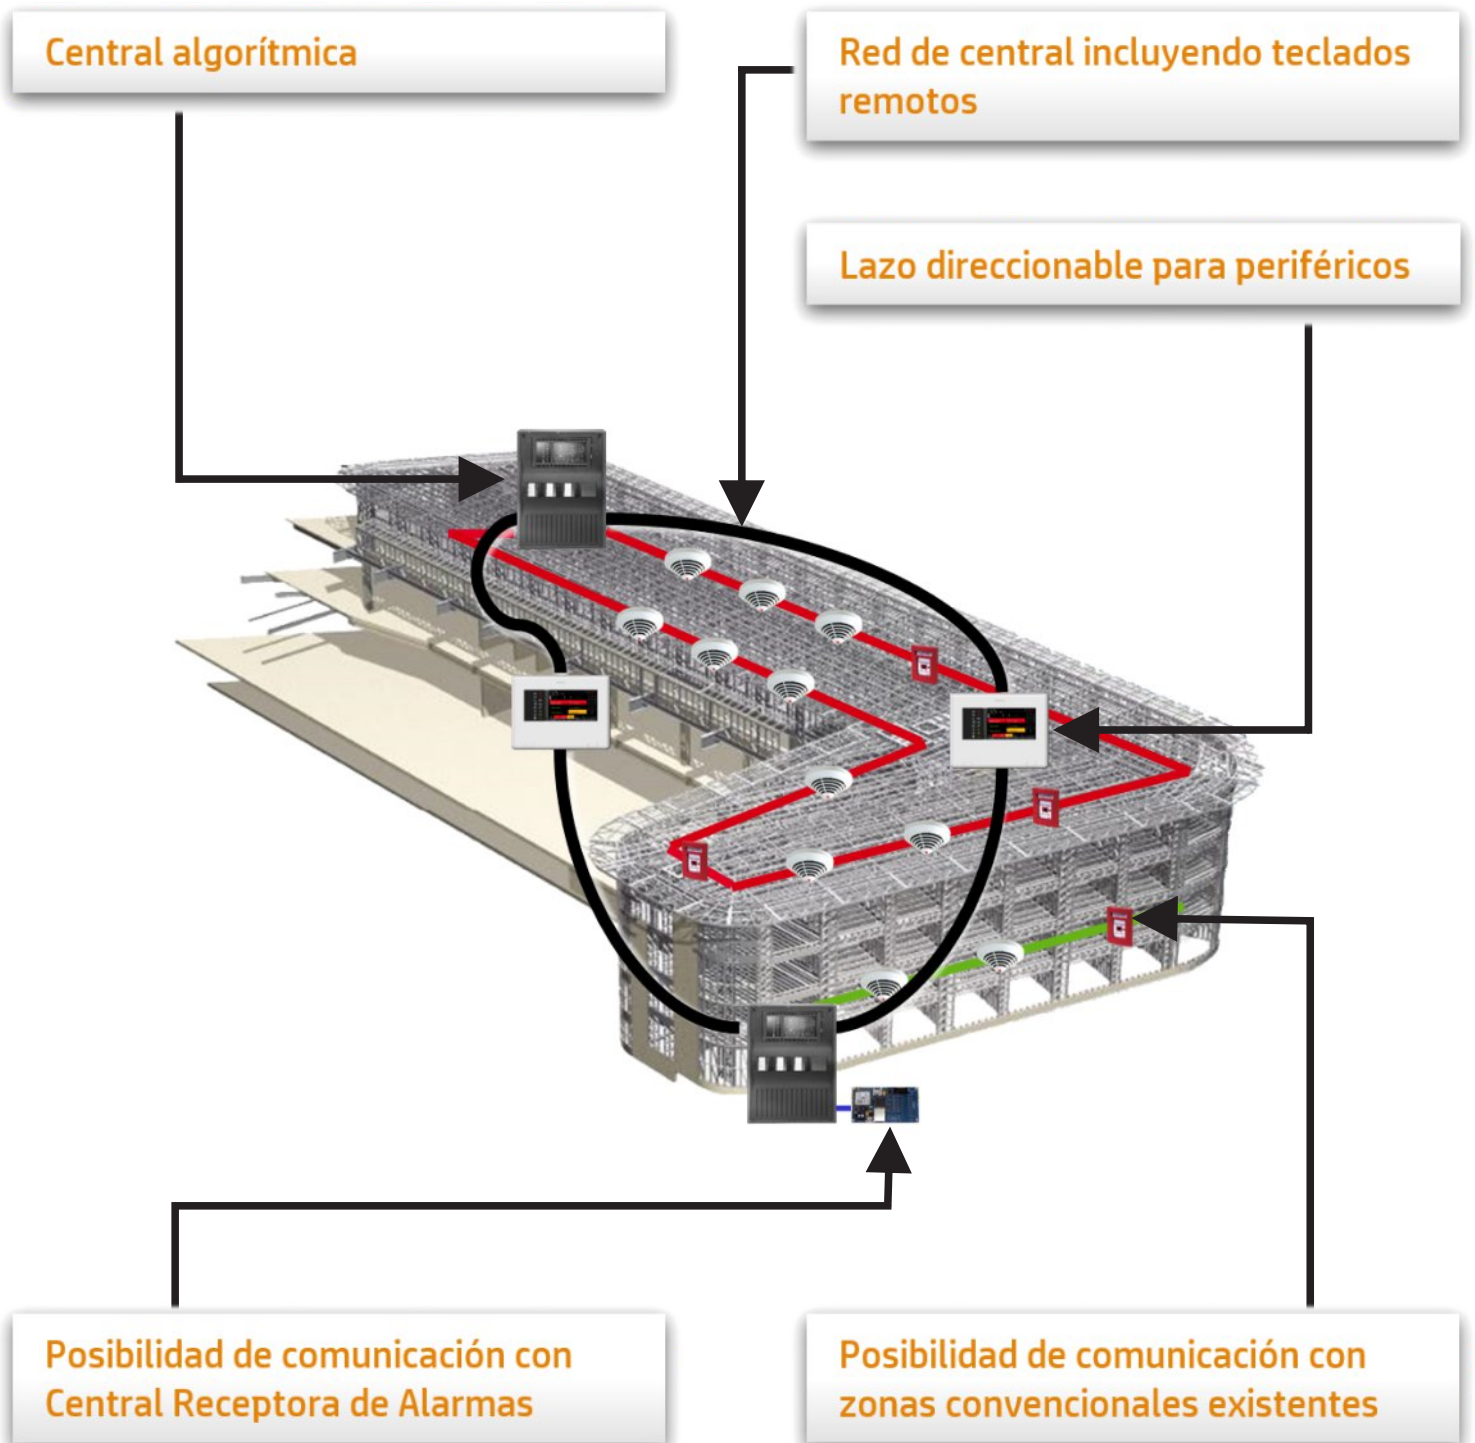 Central algorítmica
Red de central incluyendo teclados
remotos
Lazo direccionable para periféricos
Posibilidad de comunicación con
Central Receptora de Alarmas
Posibilidad de comunicación con
zonas convencionales existentes